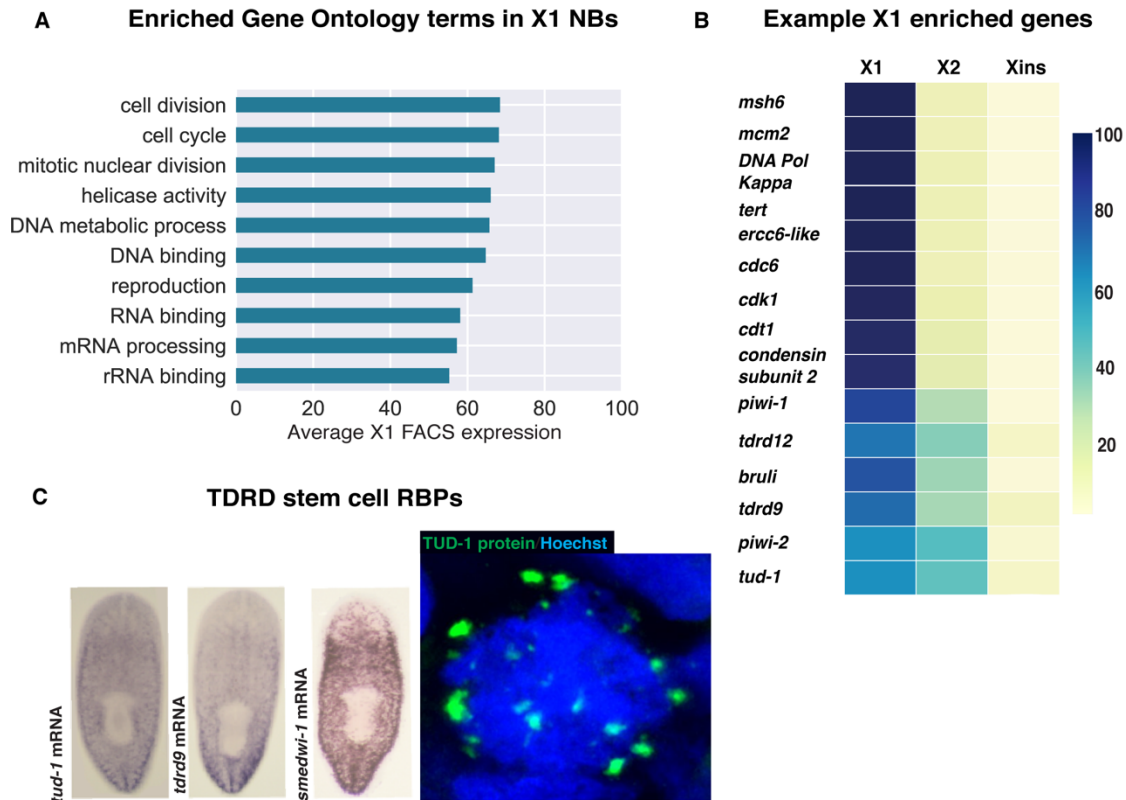 A
Enriched Gene Ontology terms in X1 NBs
cell division
cell cycle
mitotic nuclear division
helicase activity
DNA metabolic process
DNA binding
reproduction
RNA binding
mRNA processing
rRNA binding
0 20 40 60 80 100
Average X1 FACS expression
B
Example X1 enriched genes
X1 X2 Xins
msh6
mcm2
DNA Pol
Kappa
tert
ercc6-like
cdc6
cdk1
cdt1
condensin
subunit 2
piwi-1
tdrd12
bruli
tdrd9
piwi-2
tud-1
100
80
60
40
20
C
TDRD stem cell RBPs
tud-1 mRNA
tdrd9 mRNA
smedwi-1 mRNA
TUD-1 protein/Hoechst